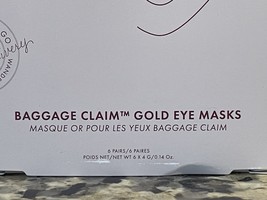 BAGGAGE CLAIM™ GOLD EYE MASKS
MASQUE OR POUR LES YEUX BAGGAGE CLAIM
6 PAIRS/6 PAIRES
POIDS NET/NET WT 6 X 4 G/0.14 Oz.